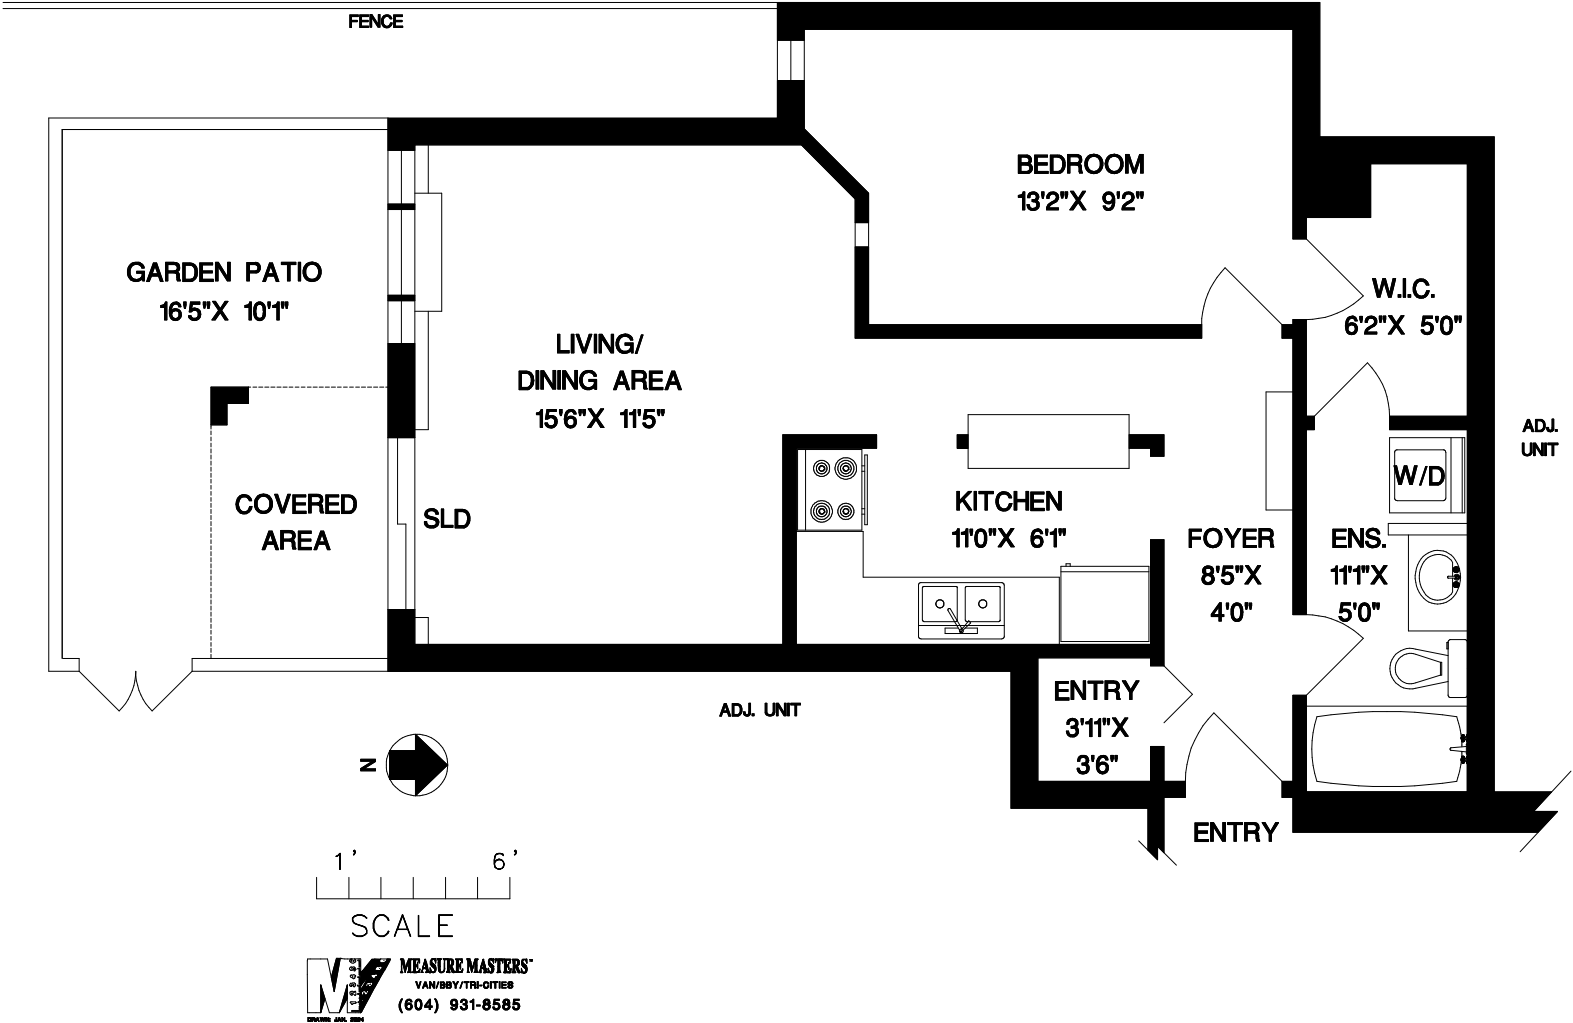 FENCE
BEDROOM
13'2"X 9'2"
GARDEN PATIO
16'5"X 10'1"
W.I.C.
6'2"X 5'0"
LIVING/
DINING AREA
15'6"X 11'5"
ADJ.
UNIT
COVERED
AREA
SLD
W/D
KITCHEN
11'0"X 6'1"
FOYER
8'5"X
4'0"
ENS.
11'1"X
5'0"
ENTRY
3'11"X
3'6"
ADJ. UNIT
N
ENTRY
1' 6'
SCALE
MEASURE MASTERS™
VAN/BBY/TRI-CITIES
(604) 931-8585